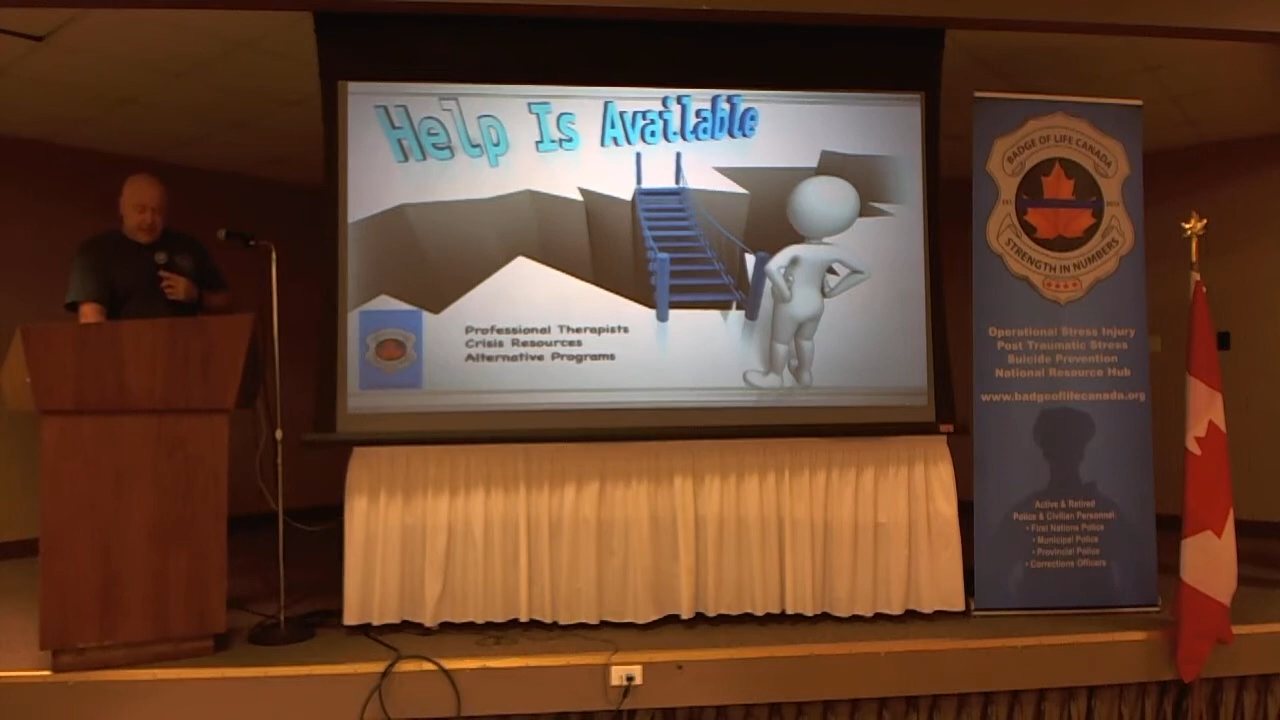 Help Is Available
Professional Therapists
Crisis Resources
Alternative Programs
BADGE OF LIFE CANADA
STRENGTH IN NUMBERS
Operational Stress Injury
Post Traumatic Stress
Suicide Prevention
National Resource Hub
www.badgeoflifecanada.org
Active & Retired
Police & Civilian Personnel
• First Nations Police
• Municipal Police
• Provincial Police
• Corrections Officers